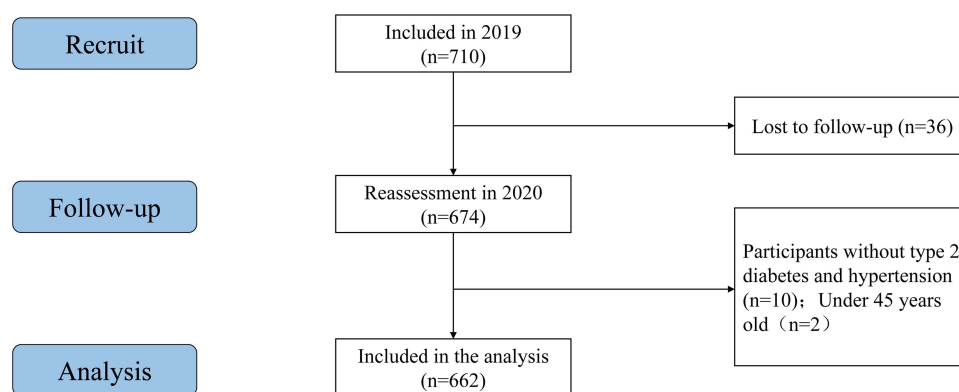 Recruit
Included in 2019
(n=710)
Lost to follow-up (n=36)
Follow-up
Reassessment in 2020
(n=674)
Participants without type 2
diabetes and hypertension
(n=10)；Under 45 years
old（n=2）
Analysis
Included in the analysis
(n=662)